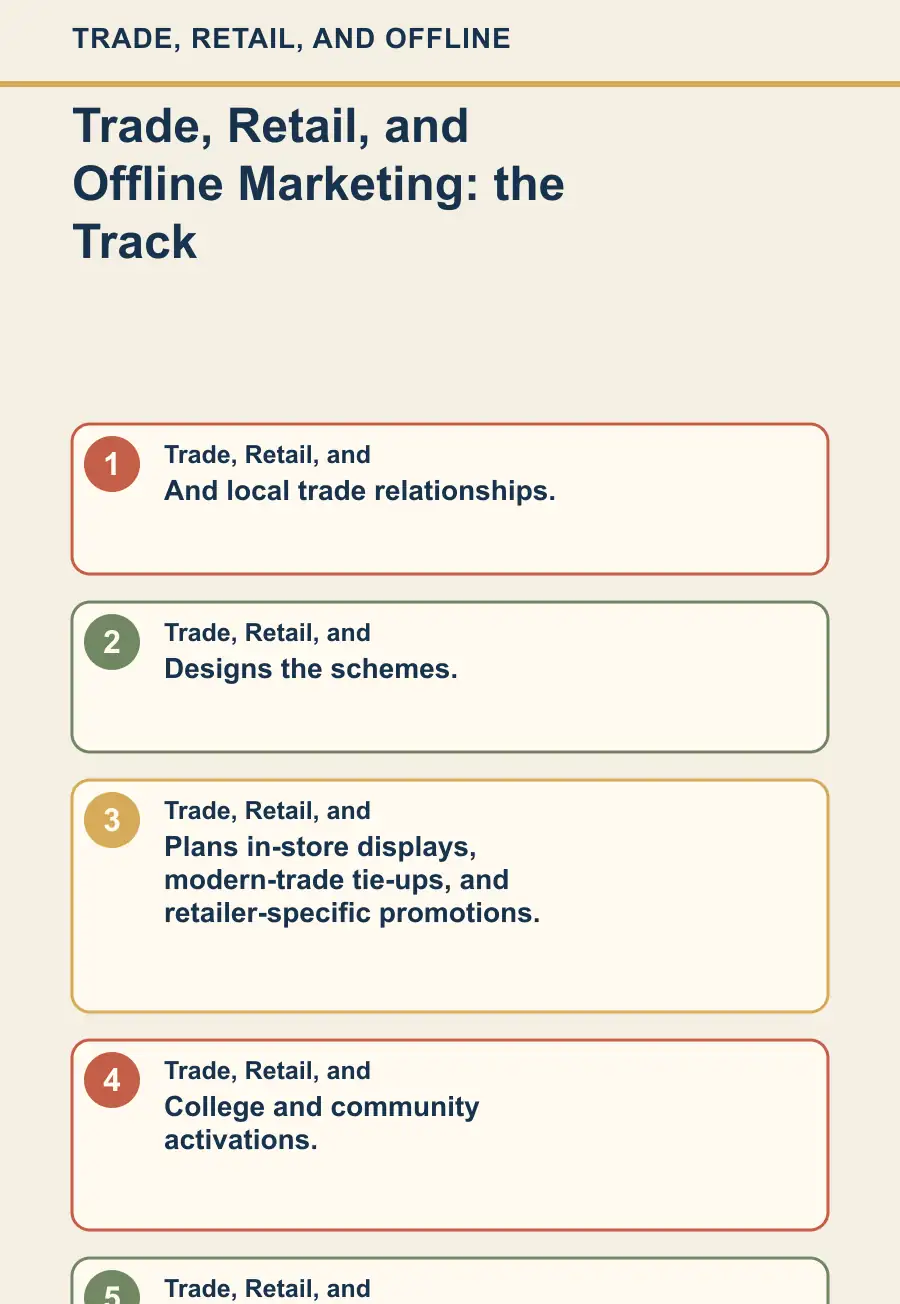 TRADE, RETAIL, AND OFFLINE
Trade, Retail, and
Offline Marketing: the
Track
1
Trade, Retail, and
And local trade relationships.
2
Trade, Retail, and
Designs the schemes.
3
Trade, Retail, and
Plans in-store displays,
modern-trade tie-ups, and
retailer-specific promotions.
4
Trade, Retail, and
College and community
activations.
5
Trade, Retail, and